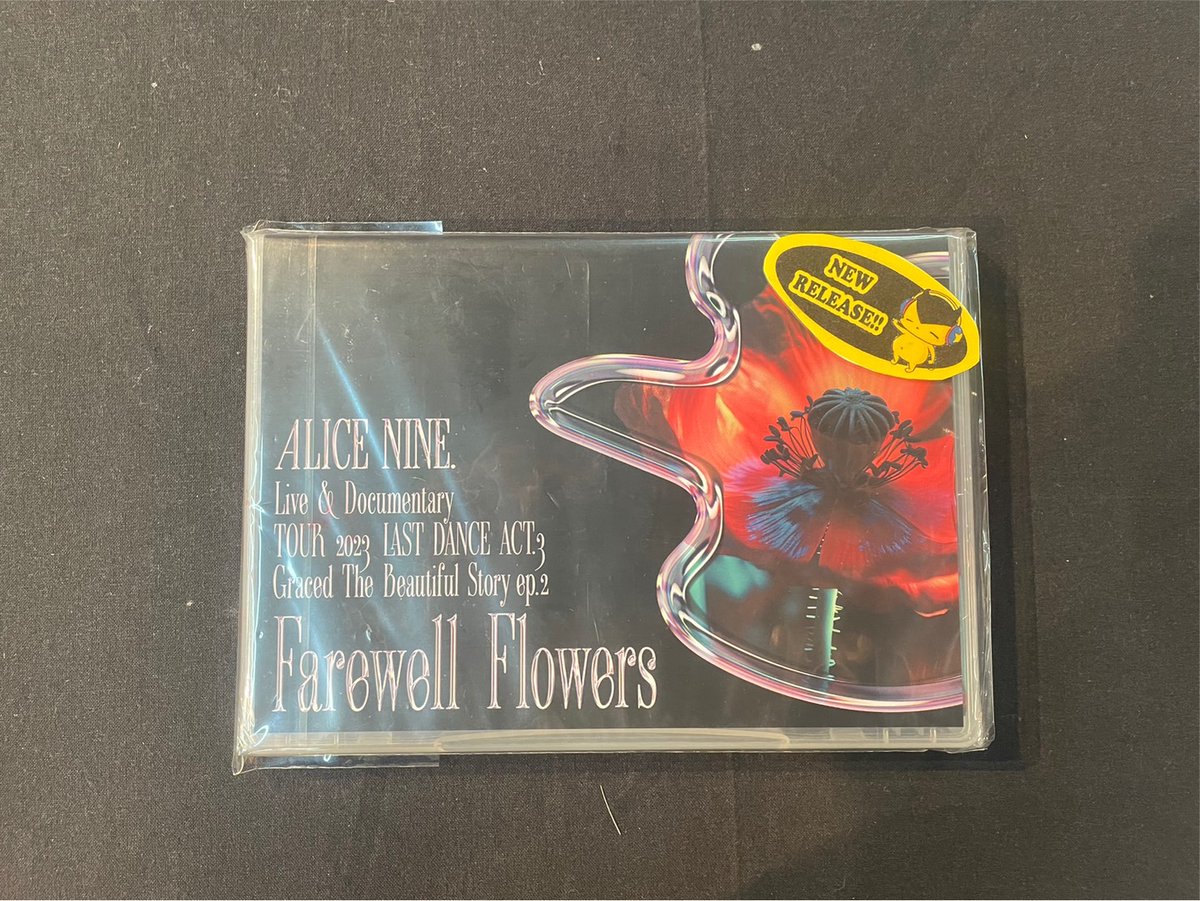 NEW
RELEASE!!
ALICE NINE.
Live & Documentary
TOUR 2023 LAST DANCE ACT.3
Graced The Beautiful Story ep.2
Farewell Flowers